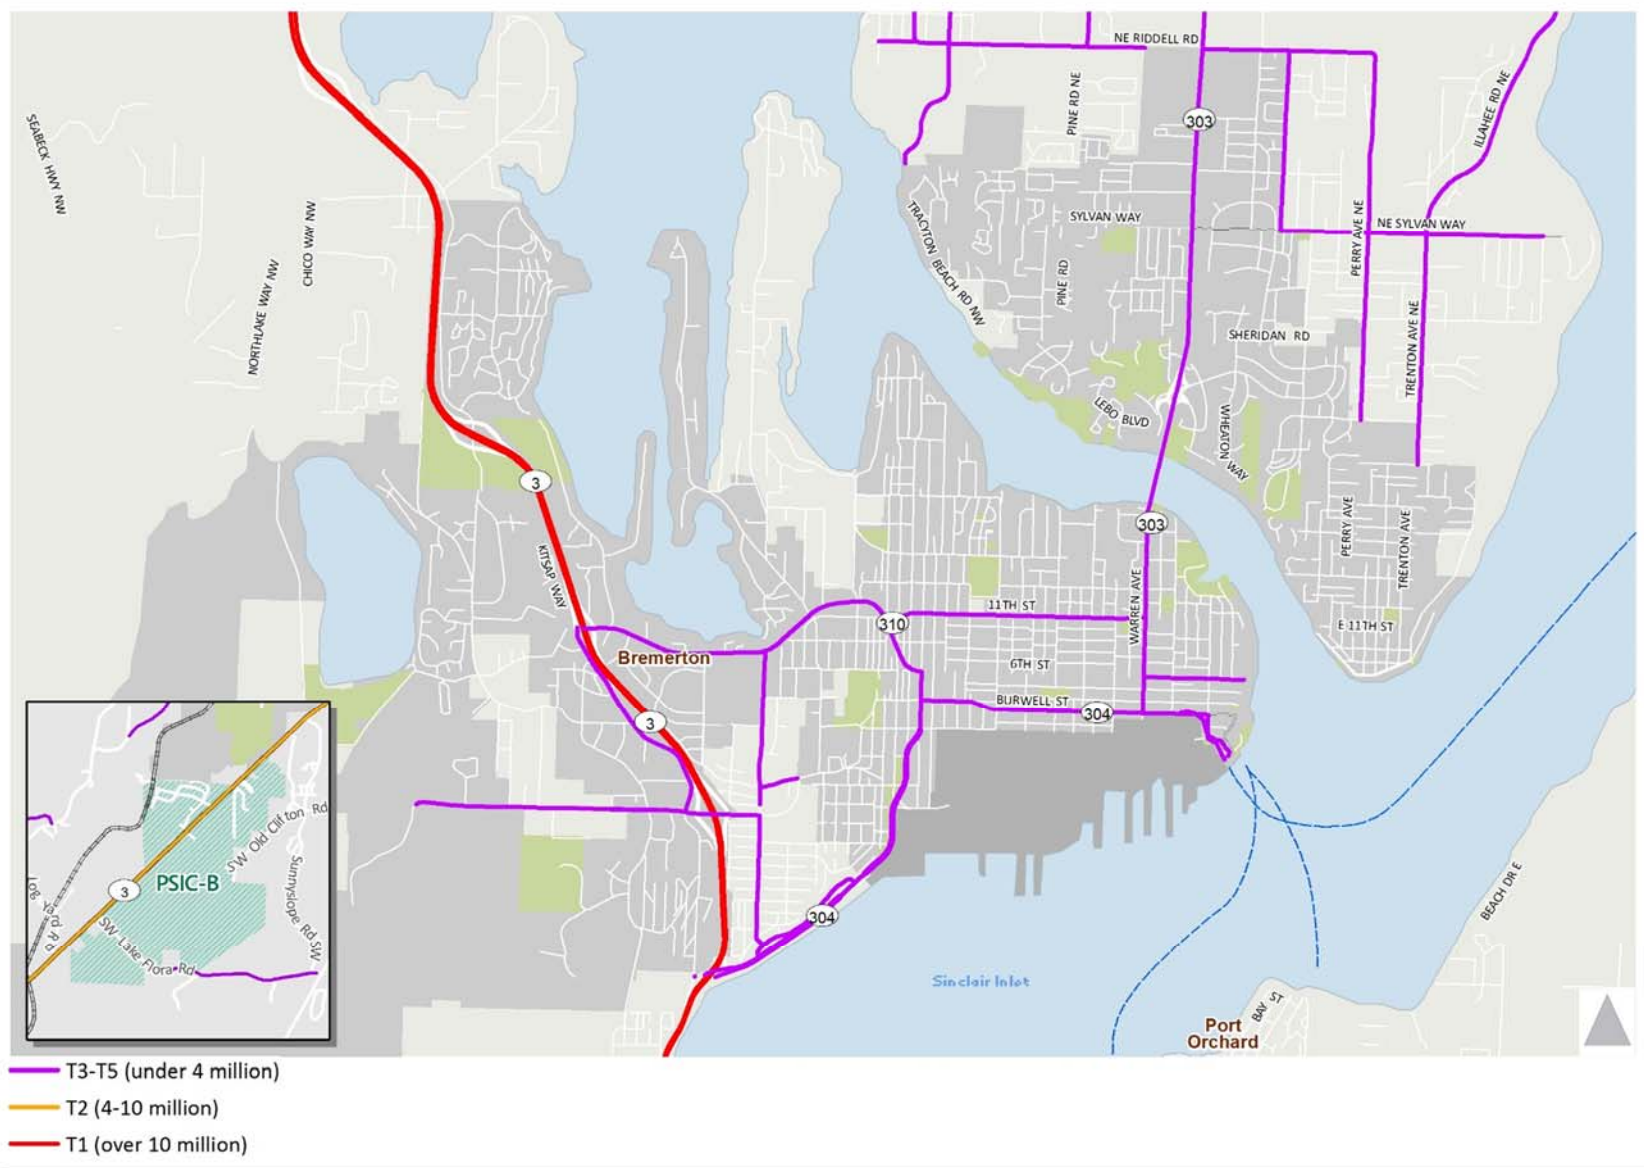 NE RIDDELL RD
SEABECK HWY NW
CHICO WAY NW
NORTHLAKE WAY NW
PINE RD NE
303
ILLAHEE RD NE
TRACYTON BEACH RD NW
SYLVAN WAY
PERRY AVE NE
NE SYLVAN WAY
PINE RD
SHERIDAN RD
TRENTON AVE NE
LEBO BLVD
WHEATON WAY
3
303
PERRY AVE
TRENTON AVE
KITSAP WAY
WARREN AVE
11TH ST
310
E 11TH ST
Bremerton
6TH ST
BURWELL ST
304
3
304
BEACH DR E
Sinclair Inlet
BAY ST
Port
Orchard
SW Old Clifton Rd
PSIC-B
3
Log Yard Rd
SW Lake Flora Rd
Sunnyslope Rd SW
T3-T5 (under 4 million)
T2 (4-10 million)
T1 (over 10 million)